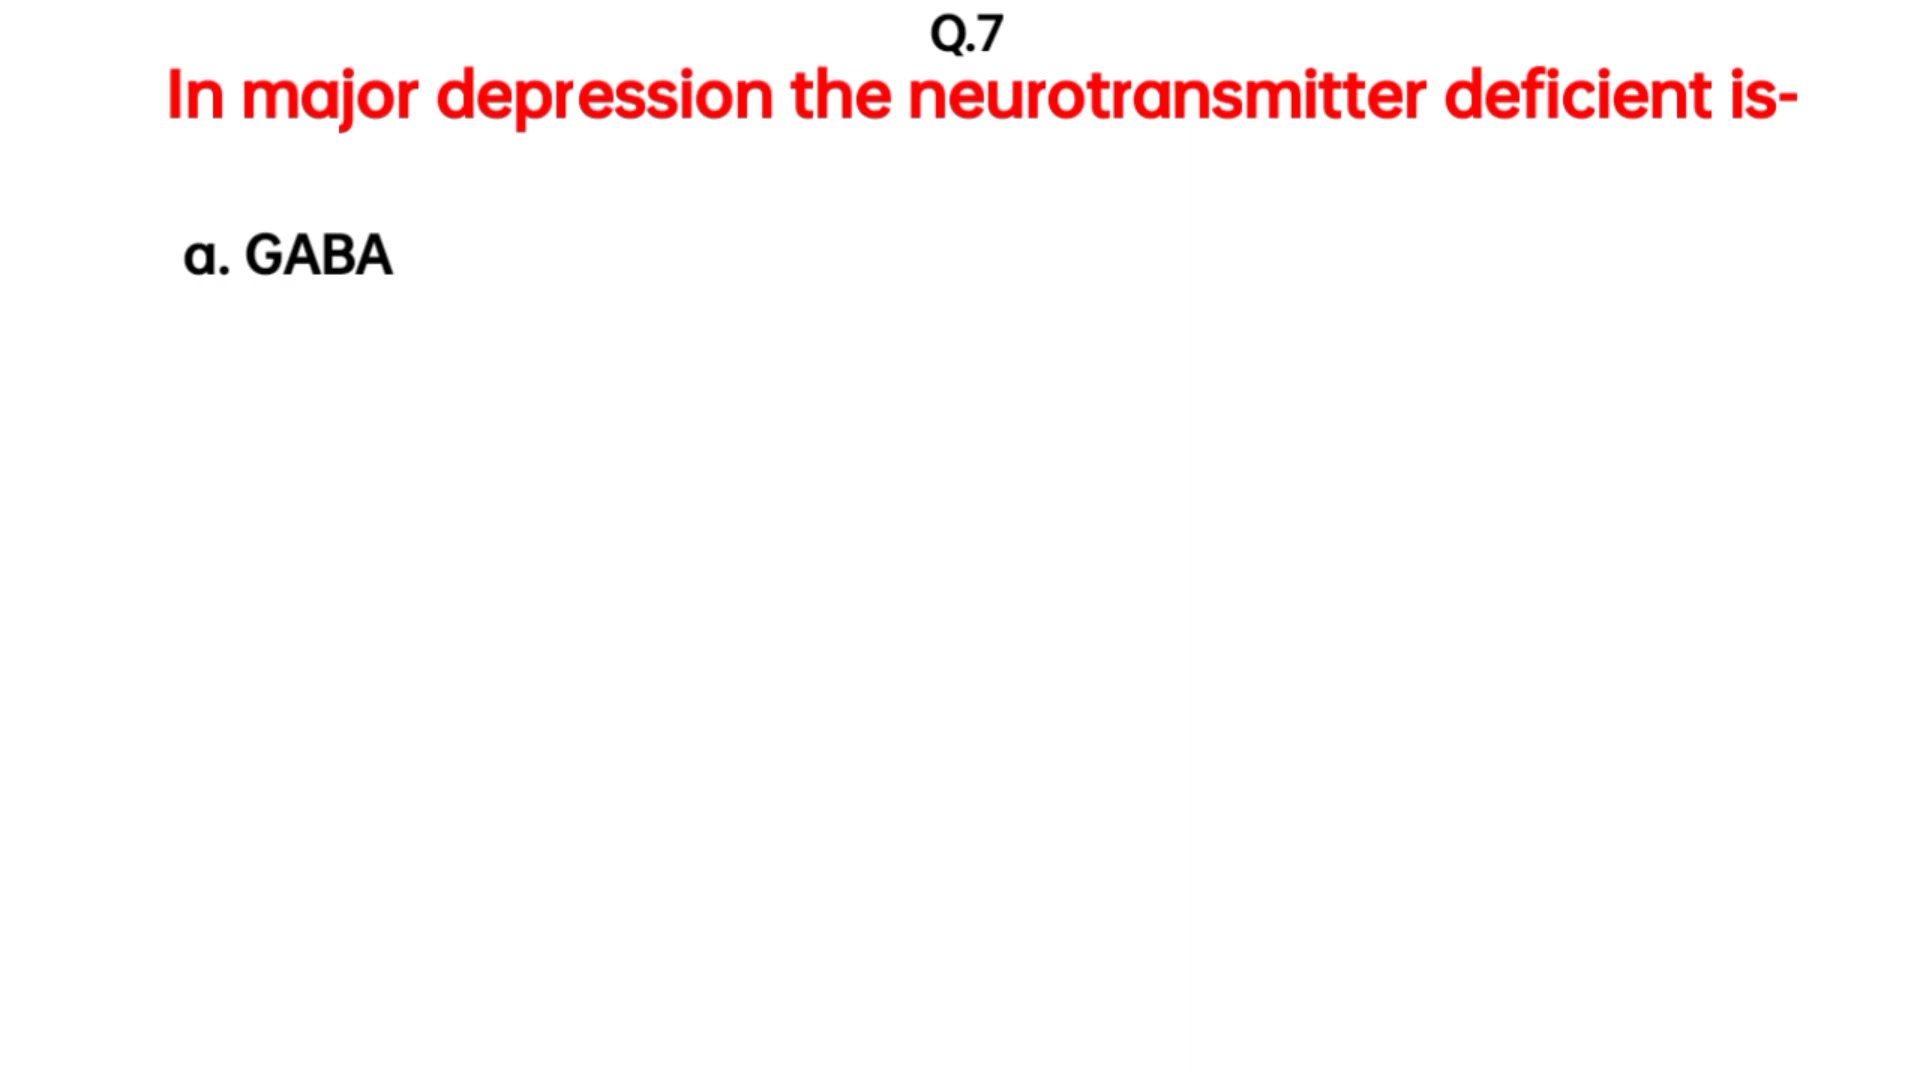 Q.7
In major depression the neurotransmitter deficient is-
a. GABA